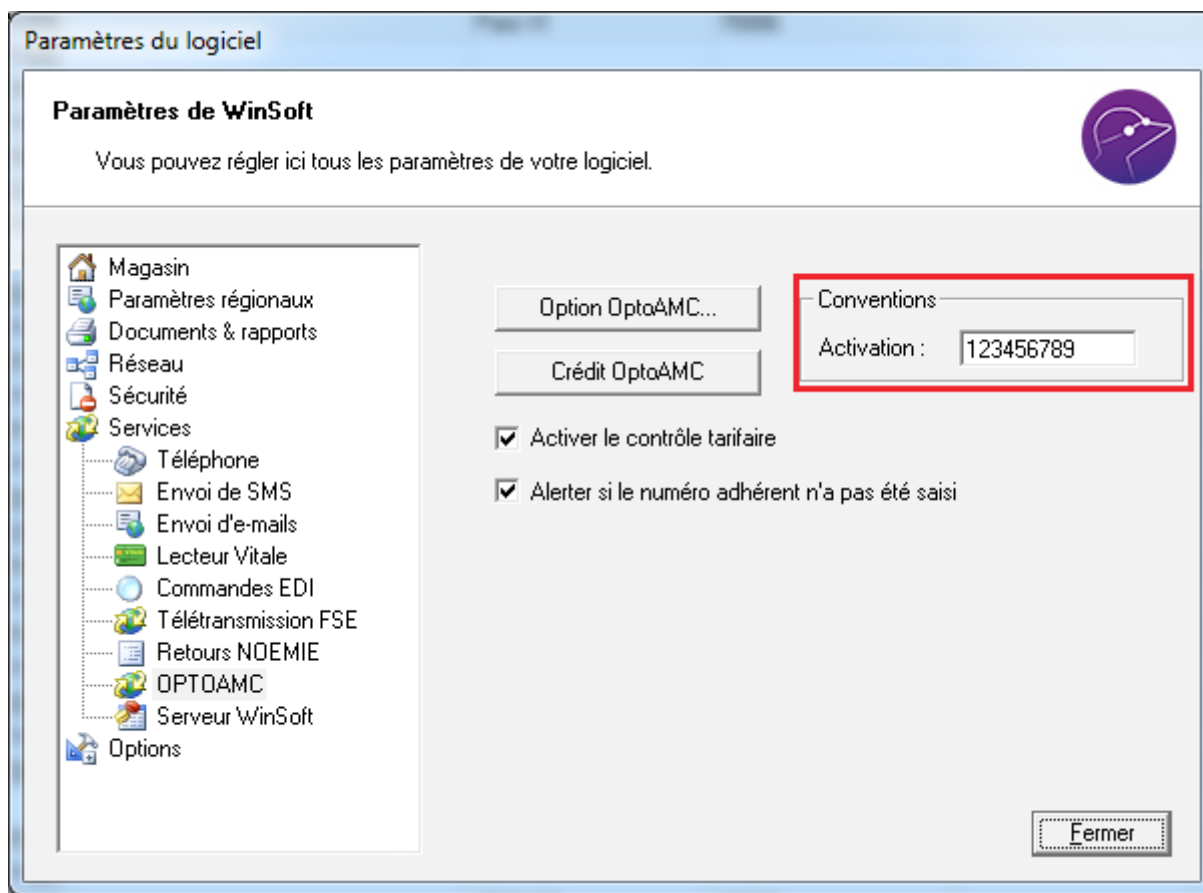 Paramètres du logiciel
Paramètres de WinSoft
Vous pouvez régler ici tous les paramètres de votre logiciel.
Magasin
Paramètres régionaux
Documents & rapports
Réseau
Sécurité
Services
Téléphone
Envoi de SMS
Envoi d'e-mails
Lecteur Vitale
Commandes EDI
Télétransmission FSE
Retours NOEMIE
OPTOAMC
Serveur WinSoft
Options
Option OptoAMC...
Crédit OptoAMC
Conventions
Activation : 123456789
Activer le contrôle tarifaire
Alerter si le numéro adhérent n'a pas été saisi
Fermer